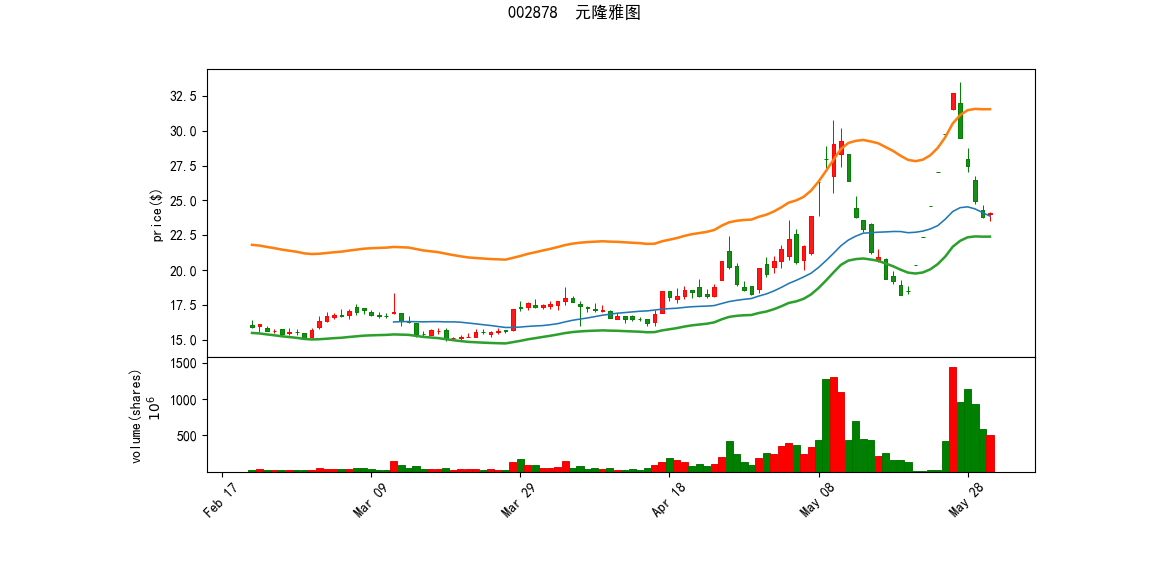 002878 元隆雅图
price($)
32.5
30.0
27.5
25.0
22.5
20.0
17.5
15.0
volume(shares)
10^6
1500
1000
500
Feb 17
Mar 09
Mar 29
Apr 18
May 08
May 28